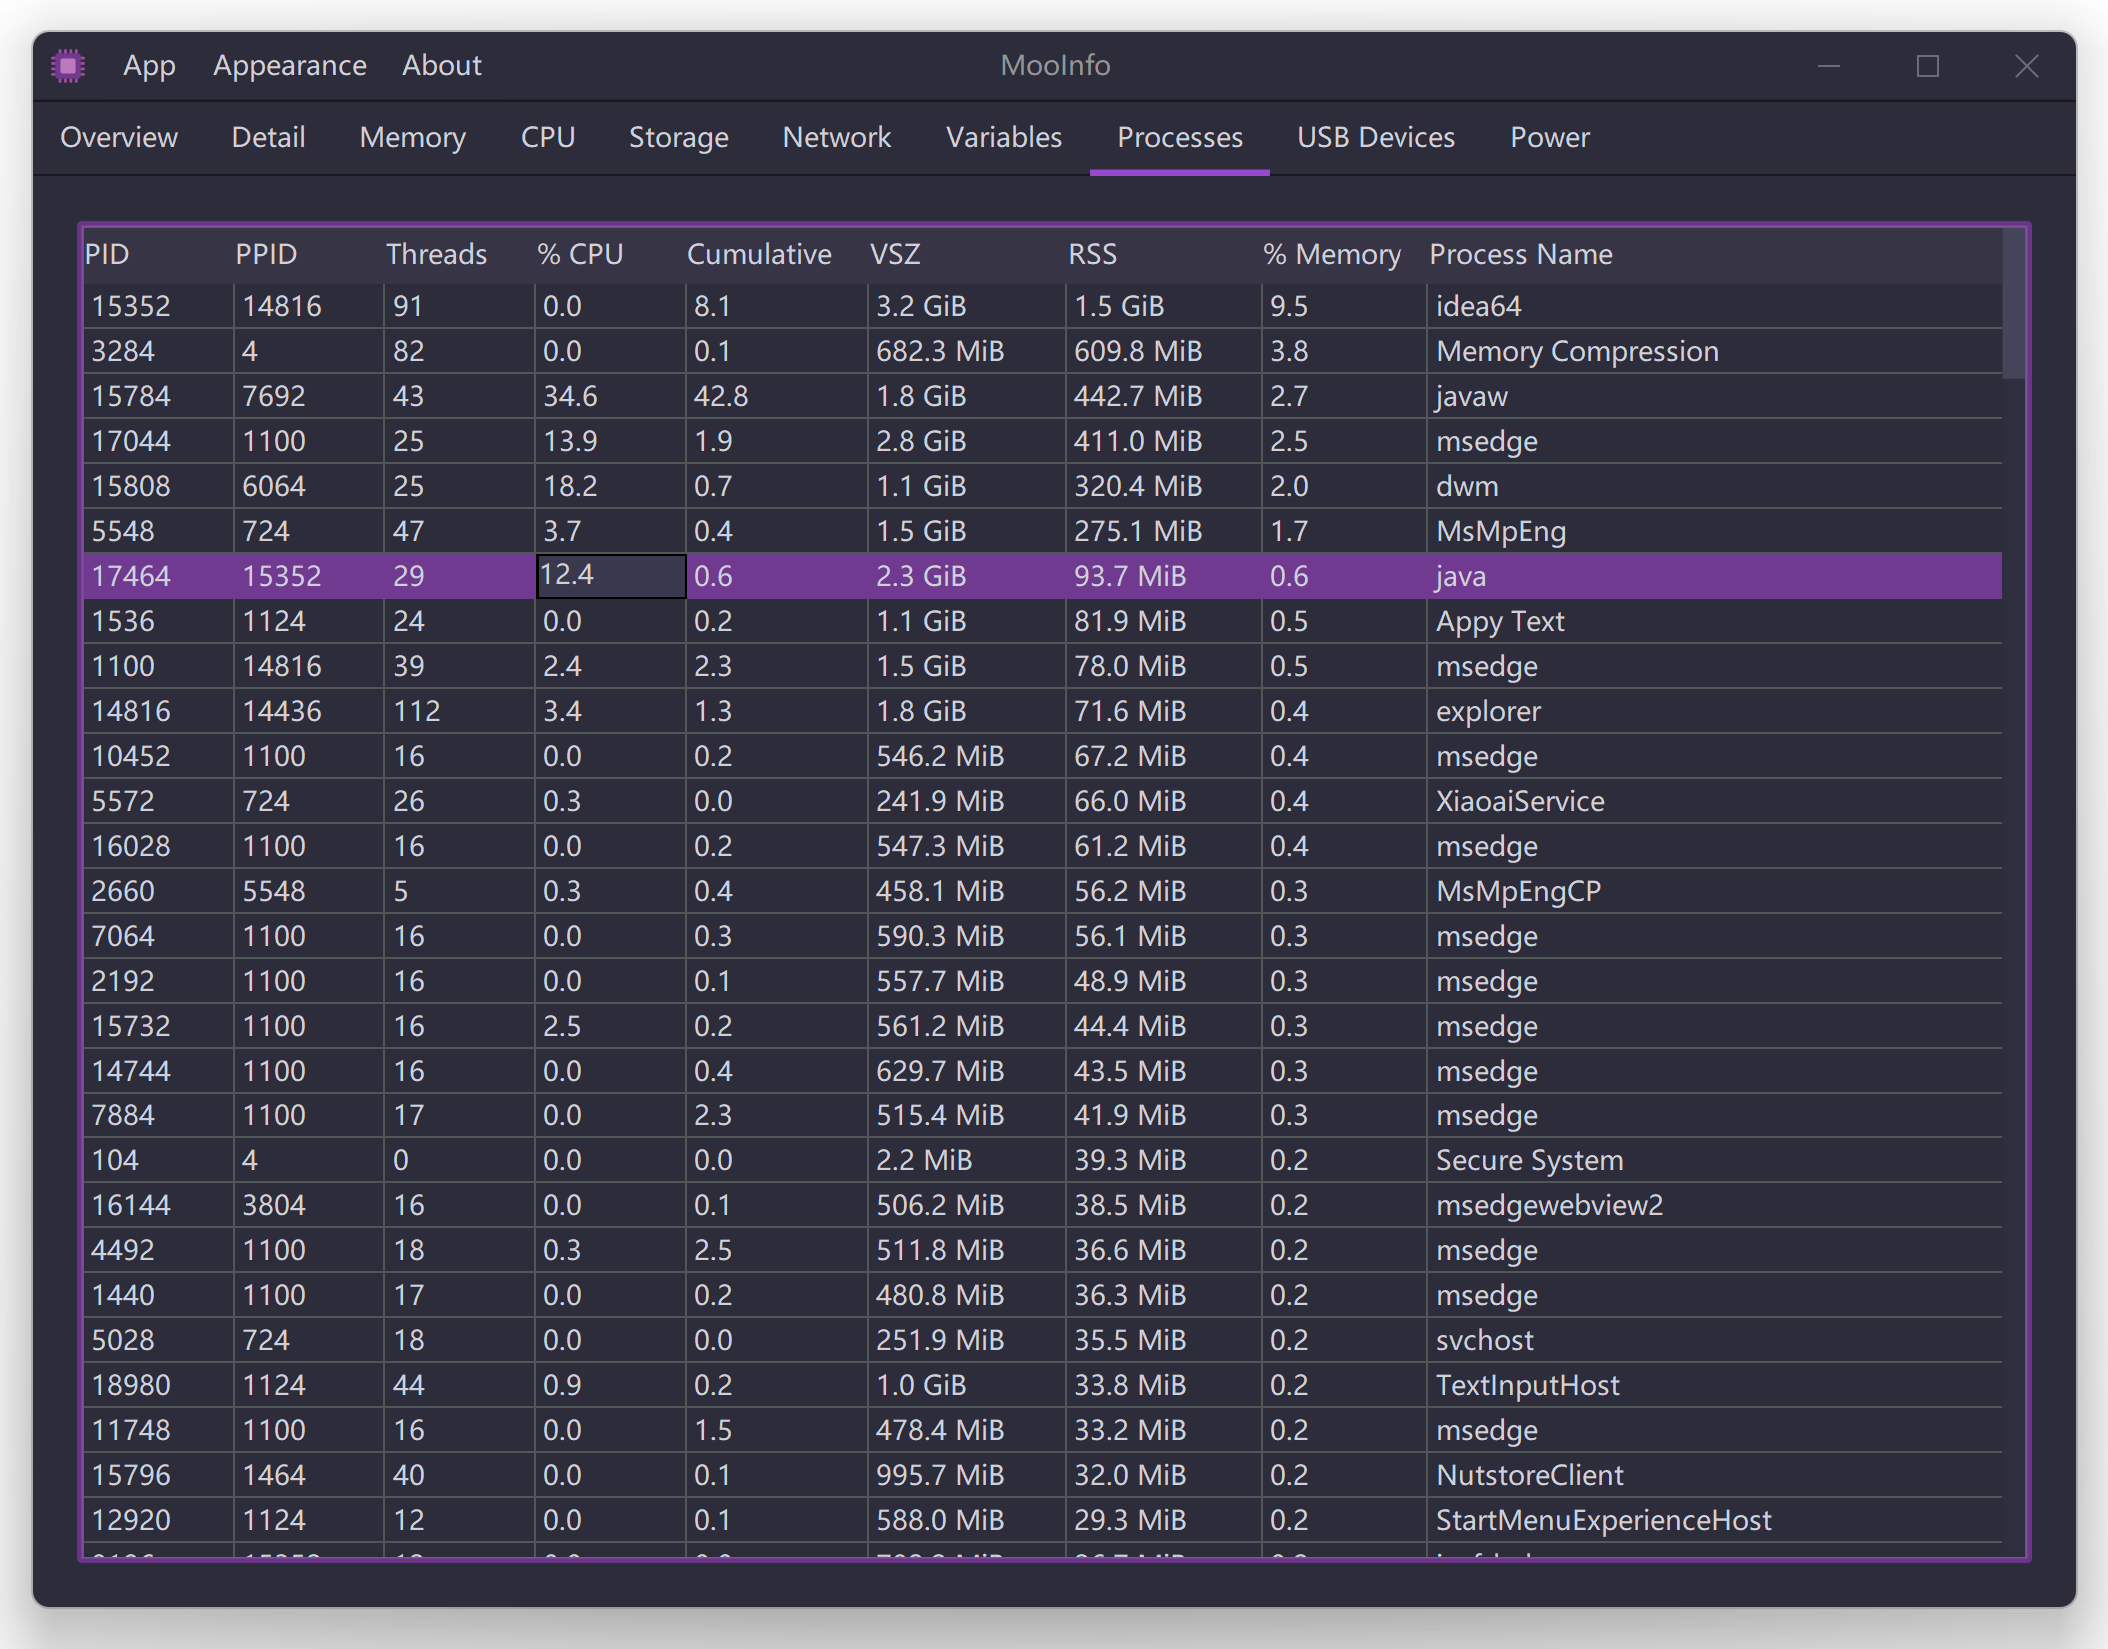 App Appearance About MooInfo
Overview Detail Memory CPU Storage Network Variables Processes USB Devices Power
PID PPID Threads % CPU Cumulative VSZ RSS % Memory Process Name
15352 14816 91 0.0 8.1 3.2 GiB 1.5 GiB 9.5 idea64
3284 4 82 0.0 0.1 682.3 MiB 609.8 MiB 3.8 Memory Compression
15784 7692 43 34.6 42.8 1.8 GiB 442.7 MiB 2.7 javaw
17044 1100 25 13.9 1.9 2.8 GiB 411.0 MiB 2.5 msedge
15808 6064 25 18.2 0.7 1.1 GiB 320.4 MiB 2.0 dwm
5548 724 47 3.7 0.4 1.5 GiB 275.1 MiB 1.7 MsMpEng
17464 15352 29 12.4 0.6 2.3 GiB 93.7 MiB 0.6 java
1536 1124 24 0.0 0.2 1.1 GiB 81.9 MiB 0.5 Appy Text
1100 14816 39 2.4 2.3 1.5 GiB 78.0 MiB 0.5 msedge
14816 14436 112 3.4 1.3 1.8 GiB 71.6 MiB 0.4 explorer
10452 1100 16 0.0 0.2 546.2 MiB 67.2 MiB 0.4 msedge
5572 724 26 0.3 0.0 241.9 MiB 66.0 MiB 0.4 XiaoaiService
16028 1100 16 0.0 0.2 547.3 MiB 61.2 MiB 0.4 msedge
2660 5548 5 0.3 0.4 458.1 MiB 56.2 MiB 0.3 MsMpEngCP
7064 1100 16 0.0 0.3 590.3 MiB 56.1 MiB 0.3 msedge
2192 1100 16 0.0 0.1 557.7 MiB 48.9 MiB 0.3 msedge
15732 1100 16 2.5 0.2 561.2 MiB 44.4 MiB 0.3 msedge
14744 1100 16 0.0 0.4 629.7 MiB 43.5 MiB 0.3 msedge
7884 1100 17 0.0 2.3 515.4 MiB 41.9 MiB 0.3 msedge
104 4 0 0.0 0.0 2.2 MiB 39.3 MiB 0.2 Secure System
16144 3804 16 0.0 0.1 506.2 MiB 38.5 MiB 0.2 msedgewebview2
4492 1100 18 0.3 2.5 511.8 MiB 36.6 MiB 0.2 msedge
1440 1100 17 0.0 0.2 480.8 MiB 36.3 MiB 0.2 msedge
5028 724 18 0.0 0.0 251.9 MiB 35.5 MiB 0.2 svchost
18980 1124 44 0.9 0.2 1.0 GiB 33.8 MiB 0.2 TextInputHost
11748 1100 16 0.0 1.5 478.4 MiB 33.2 MiB 0.2 msedge
15796 1464 40 0.0 0.1 995.7 MiB 32.0 MiB 0.2 NutstoreClient
12920 1124 12 0.0 0.1 588.0 MiB 29.3 MiB 0.2 StartMenuExperienceHost